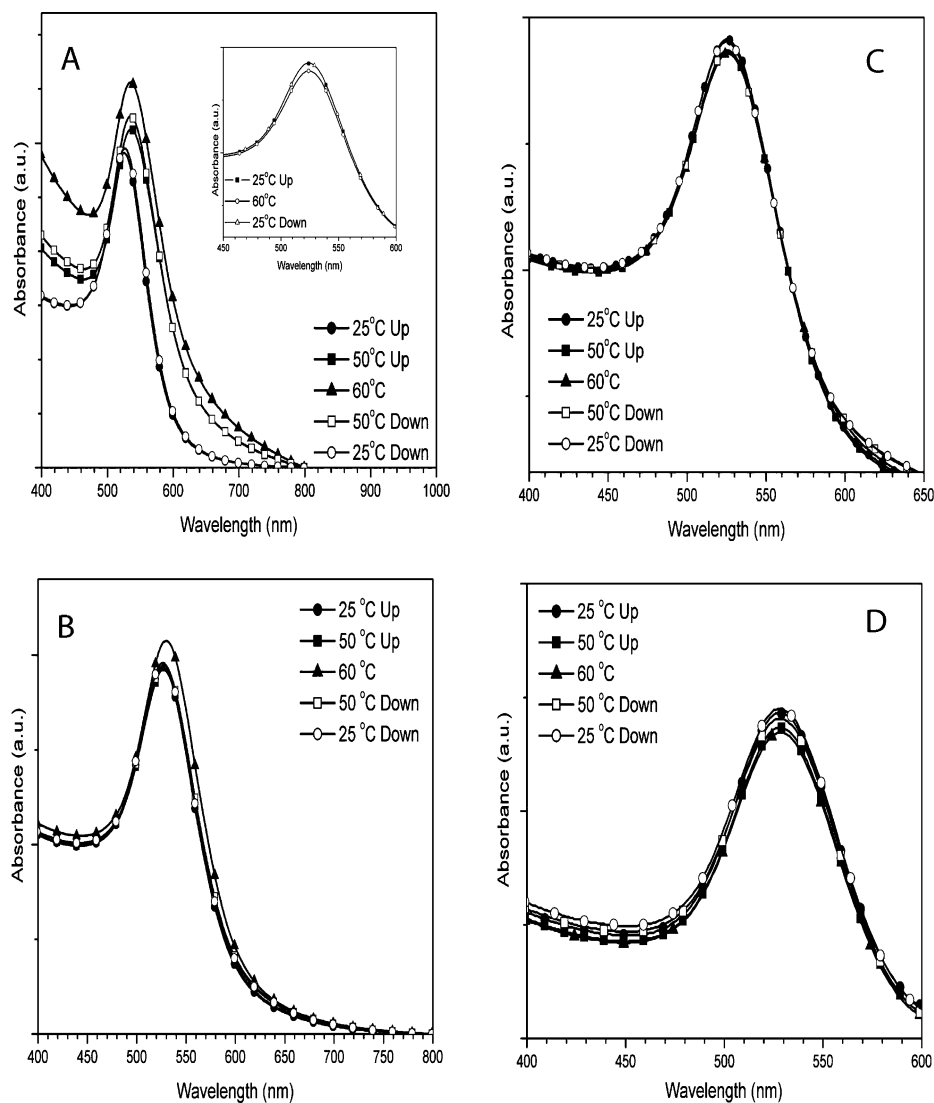 A
Absorbance (a.u.)
25°C Up
50°C Up
60°C
50°C Down
25°C Down
400 500 600 700 800 900 1000
Wavelength (nm)
Absorbance (a.u.)
25°C Up
60°C
25°C Down
450 500 550 600
Wavelength (nm)
C
Absorbance (a.u.)
25°C Up
50°C Up
60°C
50°C Down
25°C Down
400 450 500 550 600 650
Wavelength (nm)
B
Absorbance (a.u.)
25 °C Up
50 °C Up
60 °C
50 °C Down
25 °C Down
400 500 550 600 650 700 750 800
Wavelength (nm)
D
Absorbance (a.u.)
25 °C Up
50 °C Up
60 °C
50 °C Down
25 °C Down
400 450 500 550 600
Wavelength (nm)